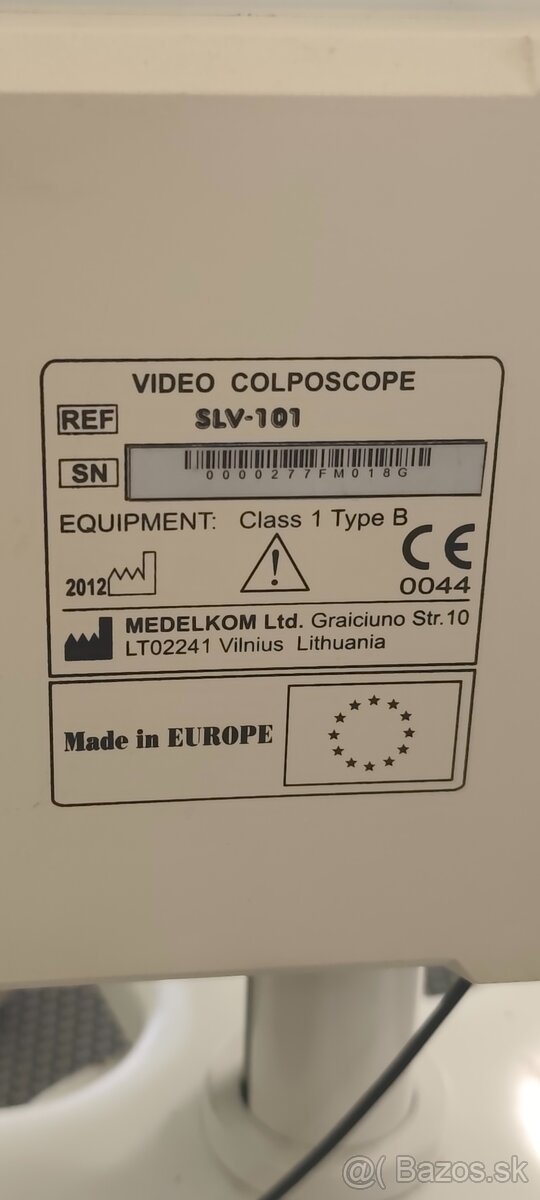 VIDEO COLPOSCOPE
REF SLV-101
SN 0000277FM018G
EQUIPMENT: Class 1 Type B
CE
2012 ! 0044
MEDELKOM Ltd. Graiciuno Str.10
LT02241 Vilnius Lithuania
Made in EUROPE
@( Bazos.sk